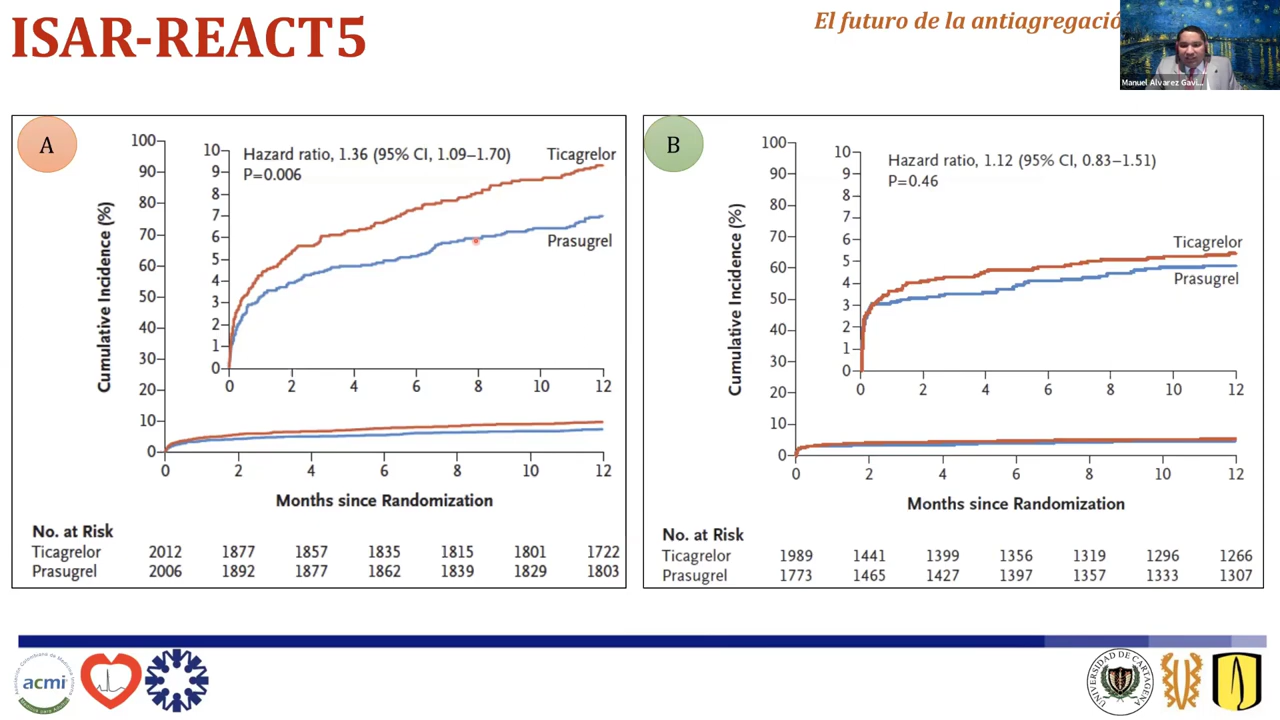 ISAR-REACT5
El futuro de la antiagregació
Manuel Alvarez Gavi...
A
Cumulative Incidence (%)
100
90
80
70
60
50
40
30
20
10
0
10
9
8
7
6
5
4
3
2
1
0
Hazard ratio, 1.36 (95% CI, 1.09–1.70)
P=0.006
Ticagrelor
Prasugrel
0 2 4 6 8 10 12
0 2 4 6 8 10 12
Months since Randomization
No. at Risk
Ticagrelor 2012 1877 1857 1835 1815 1801 1722
Prasugrel 2006 1892 1877 1862 1839 1829 1803
B
Cumulative Incidence (%)
100
90
80
70
60
50
40
30
20
10
0
10
9
8
7
6
5
4
3
2
1
0
Hazard ratio, 1.12 (95% CI, 0.83–1.51)
P=0.46
Ticagrelor
Prasugrel
0 2 4 6 8 10 12
0 2 4 6 8 10 12
Months since Randomization
No. at Risk
Ticagrelor 1989 1441 1399 1356 1319 1296 1266
Prasugrel 1773 1465 1427 1397 1357 1333 1307
acmi
UNIVERSIDAD DE CARTAGENA